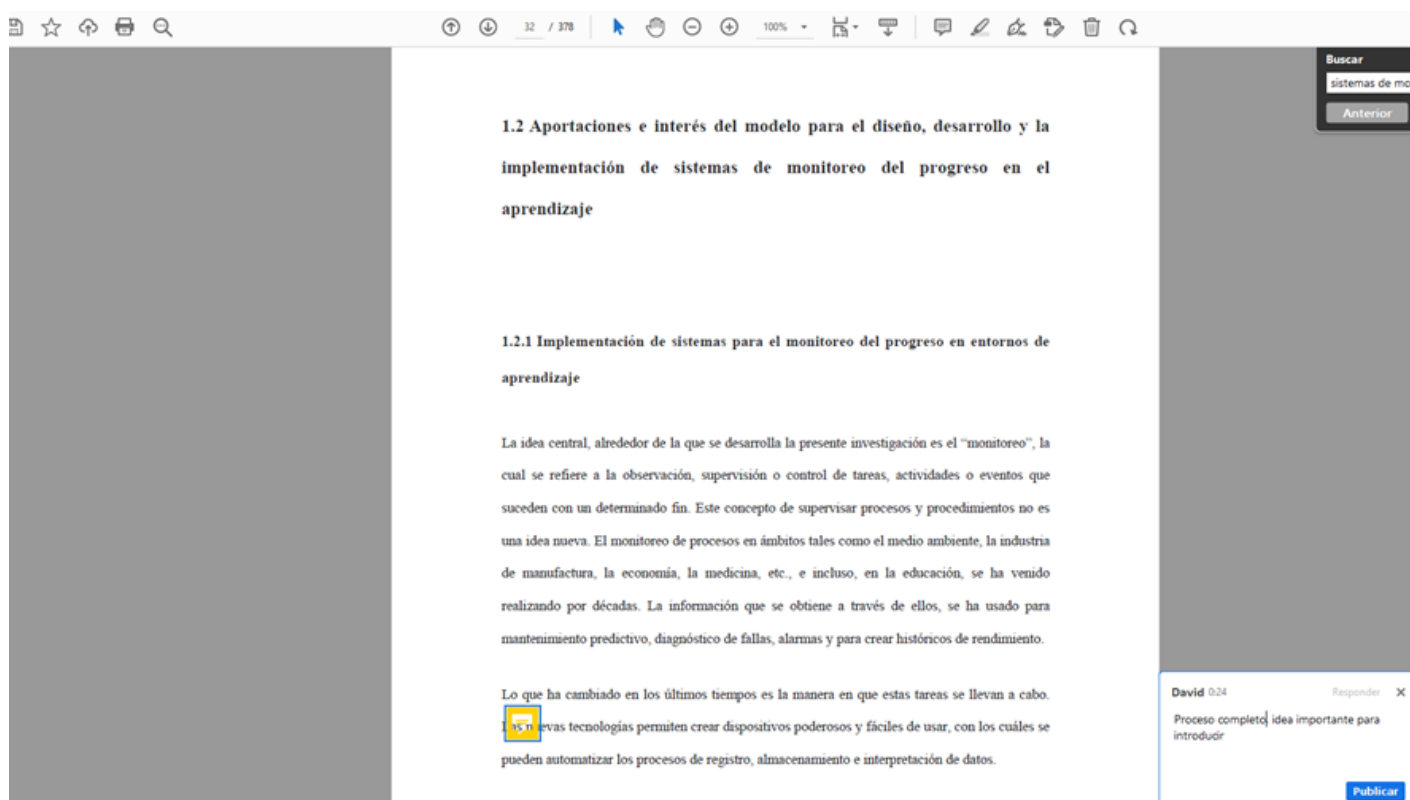 32 / 378
100%
Buscar
sistemas de mo
Anterior
1.2 Aportaciones e interés del modelo para el diseño, desarrollo y la
implementación de sistemas de monitoreo del progreso en el
aprendizaje
1.2.1 Implementación de sistemas para el monitoreo del progreso en entornos de
aprendizaje
La idea central, alrededor de la que se desarrolla la presente investigación es el “monitoreo”, la
cual se refiere a la observación, supervisión o control de tareas, actividades o eventos que
suceden con un determinado fin. Este concepto de supervisar procesos y procedimientos no es
una idea nueva. El monitoreo de procesos en ámbitos tales como el medio ambiente, la industria
de manufactura, la economía, la medicina, etc., e incluso, en la educación, se ha venido
realizando por décadas. La información que se obtiene a través de ellos, se ha usado para
mantenimiento predictivo, diagnóstico de fallas, alarmas y para crear históricos de rendimiento.
Lo que ha cambiado en los últimos tiempos es la manera en que estas tareas se llevan a cabo.
Las nuevas tecnologías permiten crear dispositivos poderosos y fáciles de usar, con los cuáles se
pueden automatizar los procesos de registro, almacenamiento e interpretación de datos.
David 0:24 Responder
Proceso completo, idea importante para
introducir
Publicar